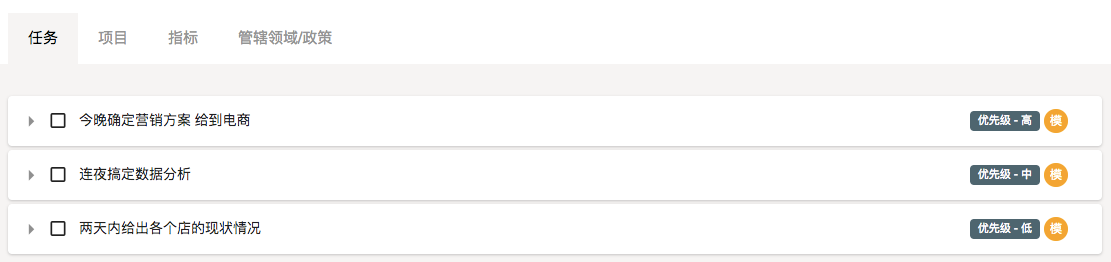 任务 项目 指标 管辖领域/政策
今晚确定营销方案 给到电商 优先级 - 高 模
连夜搞定数据分析 优先级 - 中 模
两天内给出各个店的现状情况 优先级 - 低 模